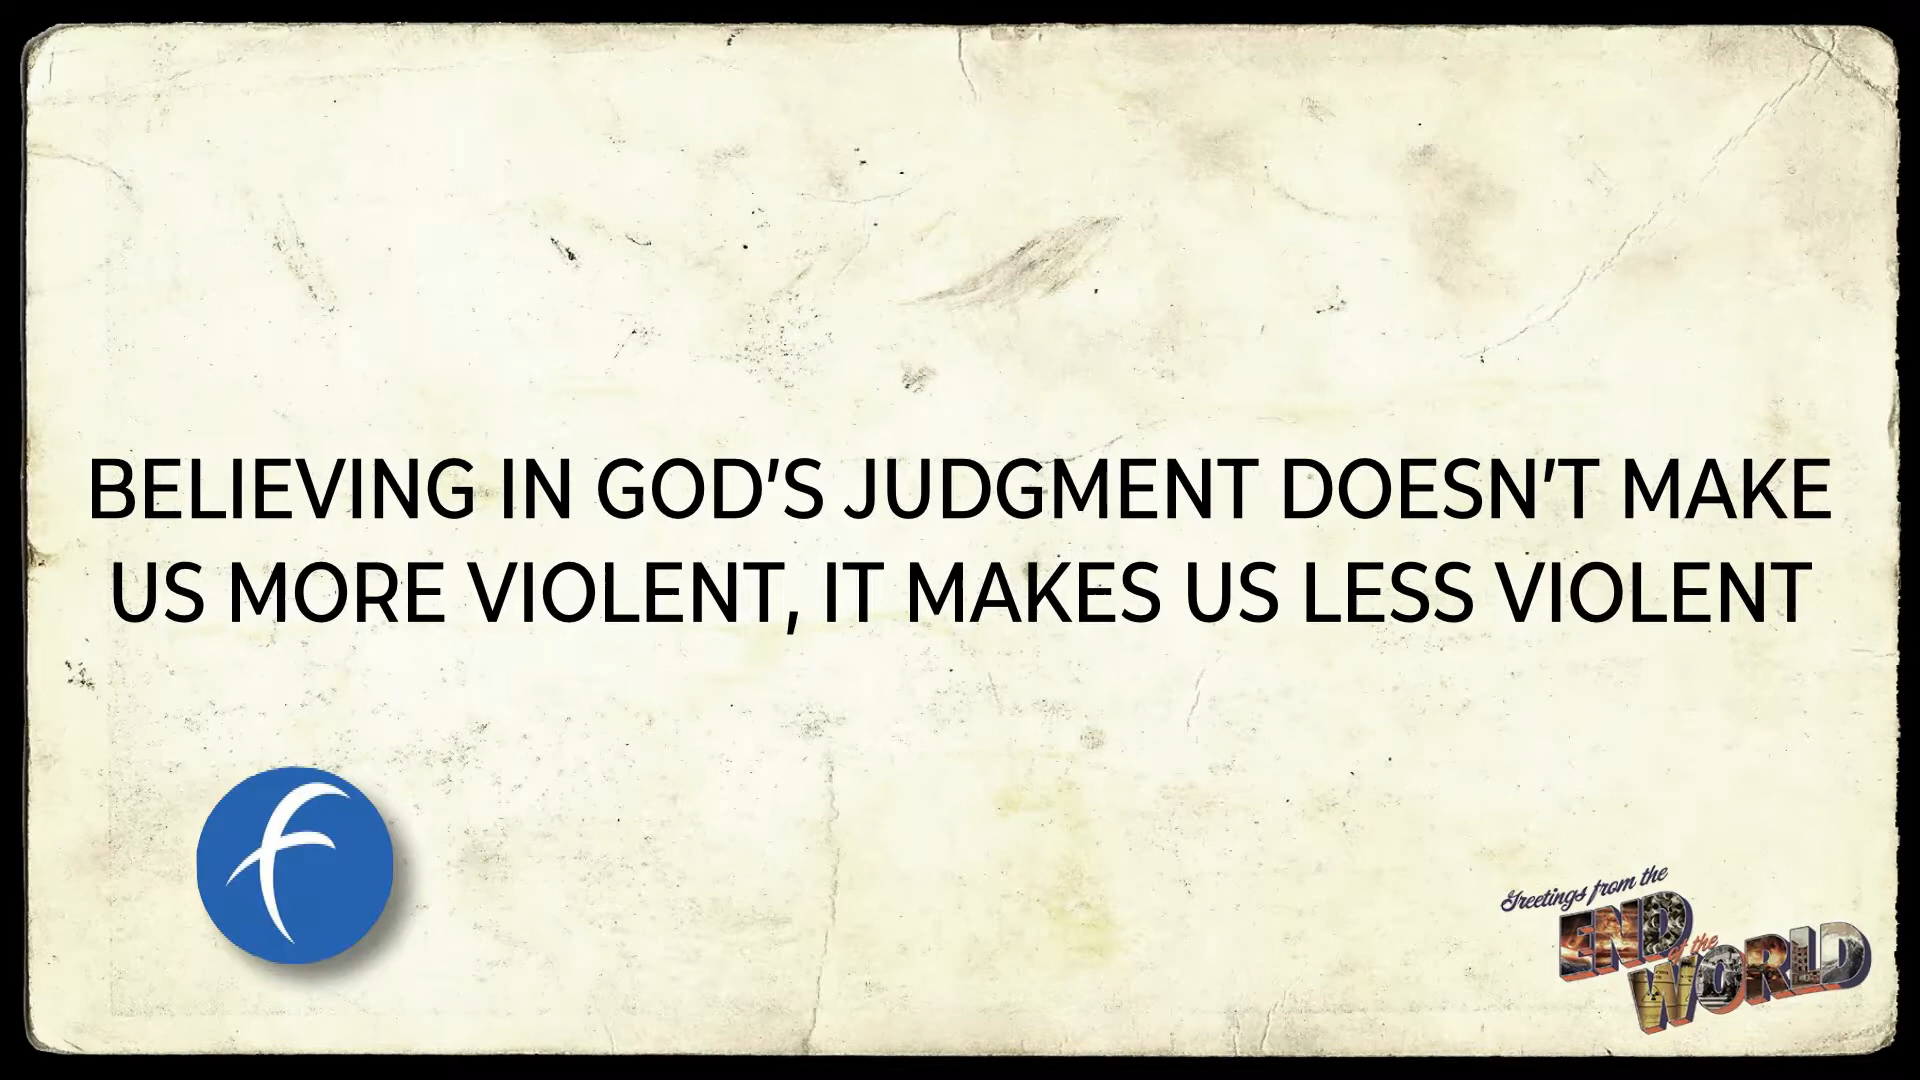 BELIEVING IN GOD'S JUDGMENT DOESN'T MAKE
US MORE VIOLENT, IT MAKES US LESS VIOLENT
Greetings from the
END
of the
WORLD